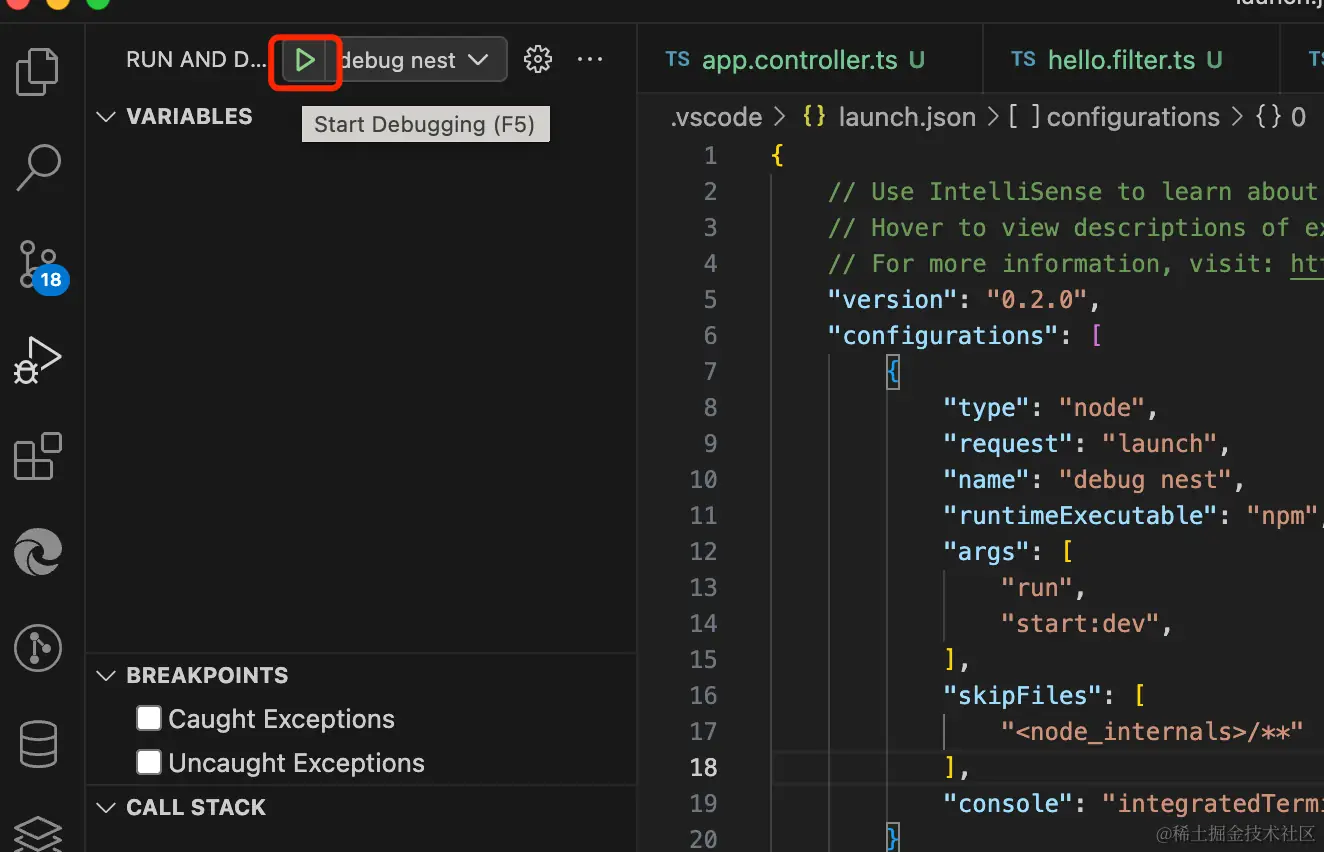 launch.j
RUN AND D... debug nest
VARIABLES
Start Debugging (F5)
18
BREAKPOINTS
Caught Exceptions
Uncaught Exceptions
CALL STACK
TS app.controller.ts U TS hello.filter.ts U TS
.vscode > {} launch.json > [ ] configurations > {} 0
1 {
2 // Use IntelliSense to learn about
3 // Hover to view descriptions of ex
4 // For more information, visit: htt
5 "version": "0.2.0",
6 "configurations": [
7 {
8 "type": "node",
9 "request": "launch",
10 "name": "debug nest",
11 "runtimeExecutable": "npm",
12 "args": [
13 "run",
14 "start:dev",
15 ],
16 "skipFiles": [
17 "<node_internals>/**"
18 ],
19 "console": "integratedTermi
20 }
@稀土掘金技术社区